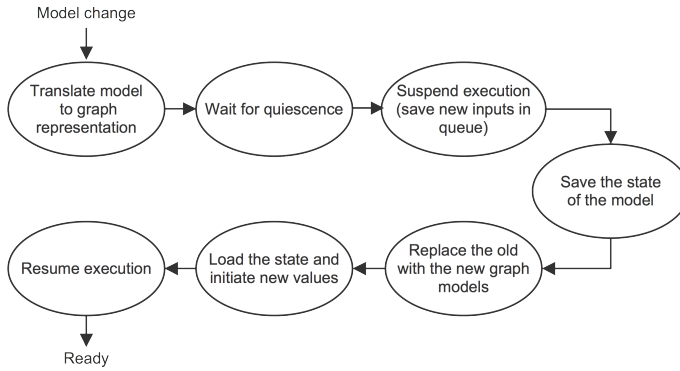 Model change
Translate model
to graph
representation
Wait for quiescence
Suspend execution
(save new inputs in
queue)
Save the state
of the model
Replace the old
with the new graph
models
Load the state and
initiate new values
Resume execution
Ready